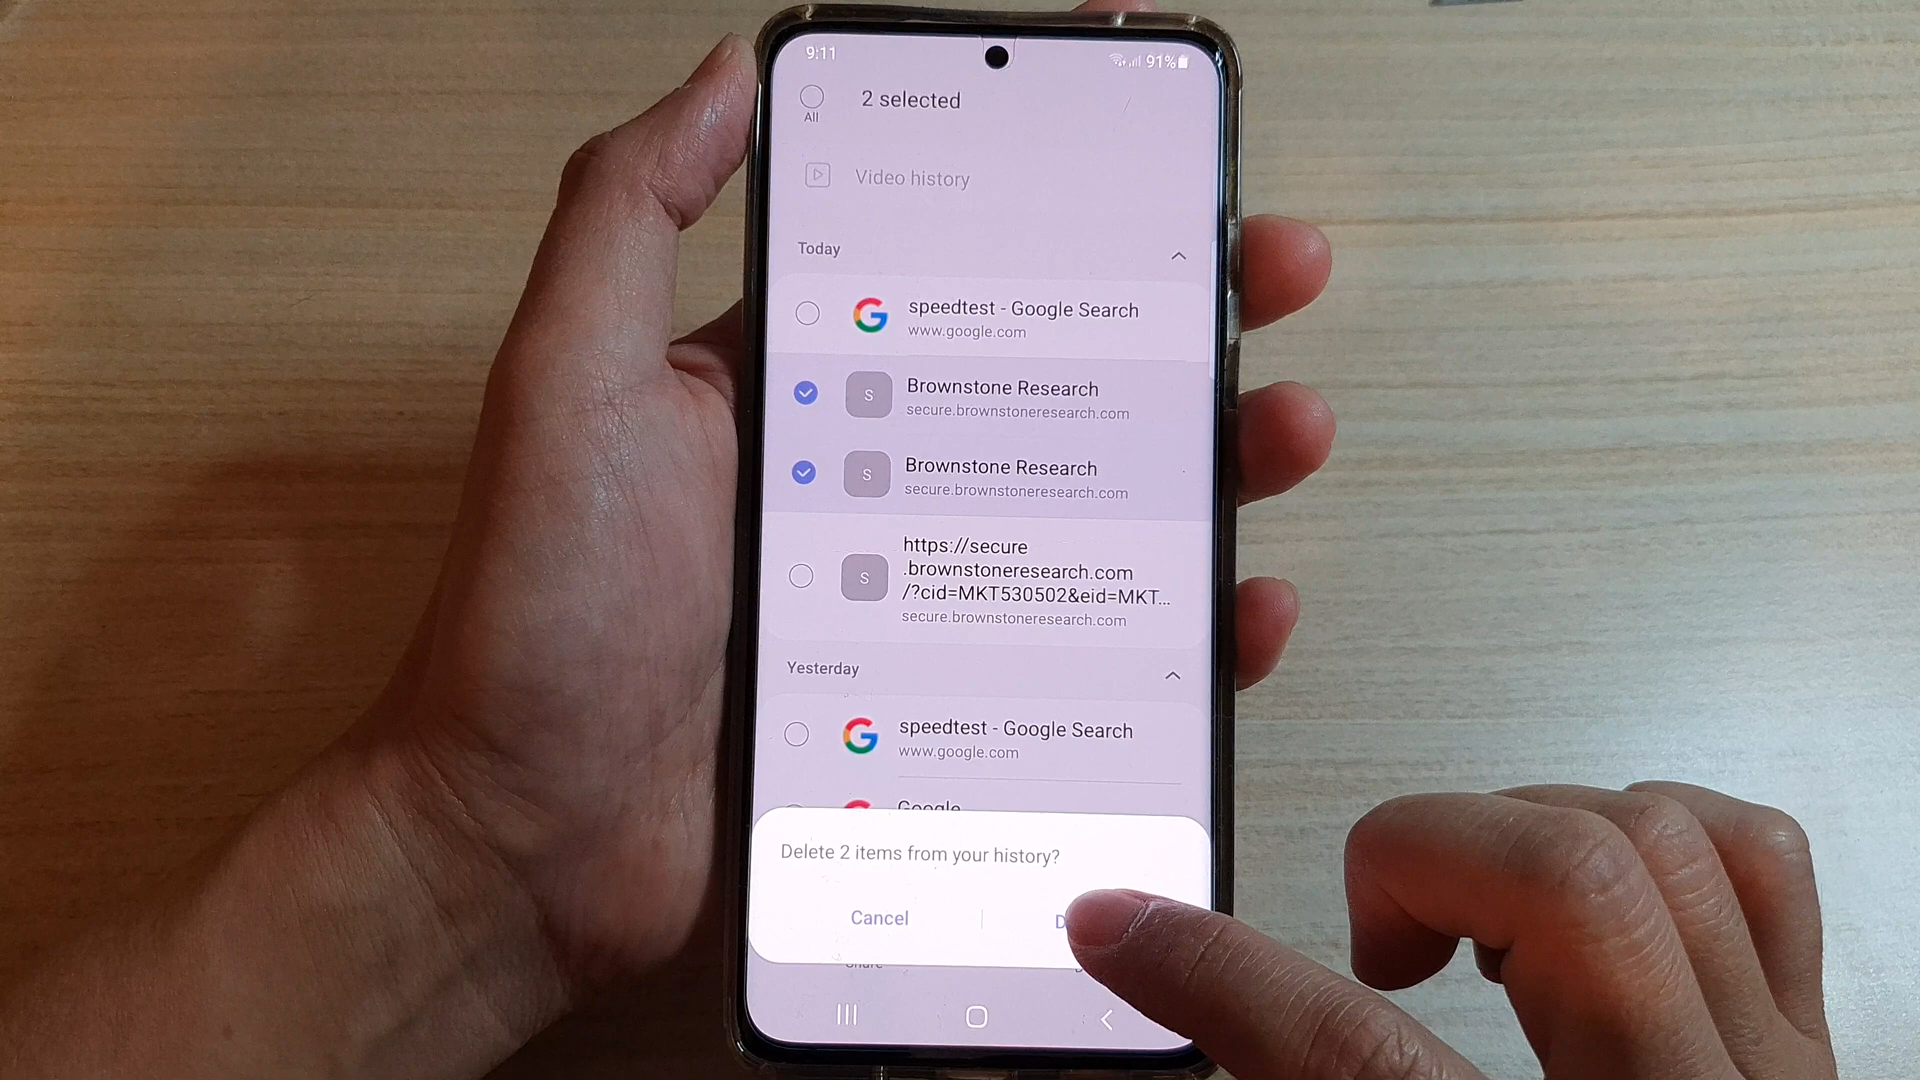 9:11
91%
2 selected
All
Video history
Today
speedtest - Google Search
www.google.com
S
Brownstone Research
secure.brownstoneresearch.com
S
Brownstone Research
secure.brownstoneresearch.com
https://secure
.brownstoneresearch.com
S
/?cid=MKT530502&eid=MKT...
secure.brownstoneresearch.com
Yesterday
speedtest - Google Search
www.google.com
Google
Delete 2 items from your history?
Cancel
Share